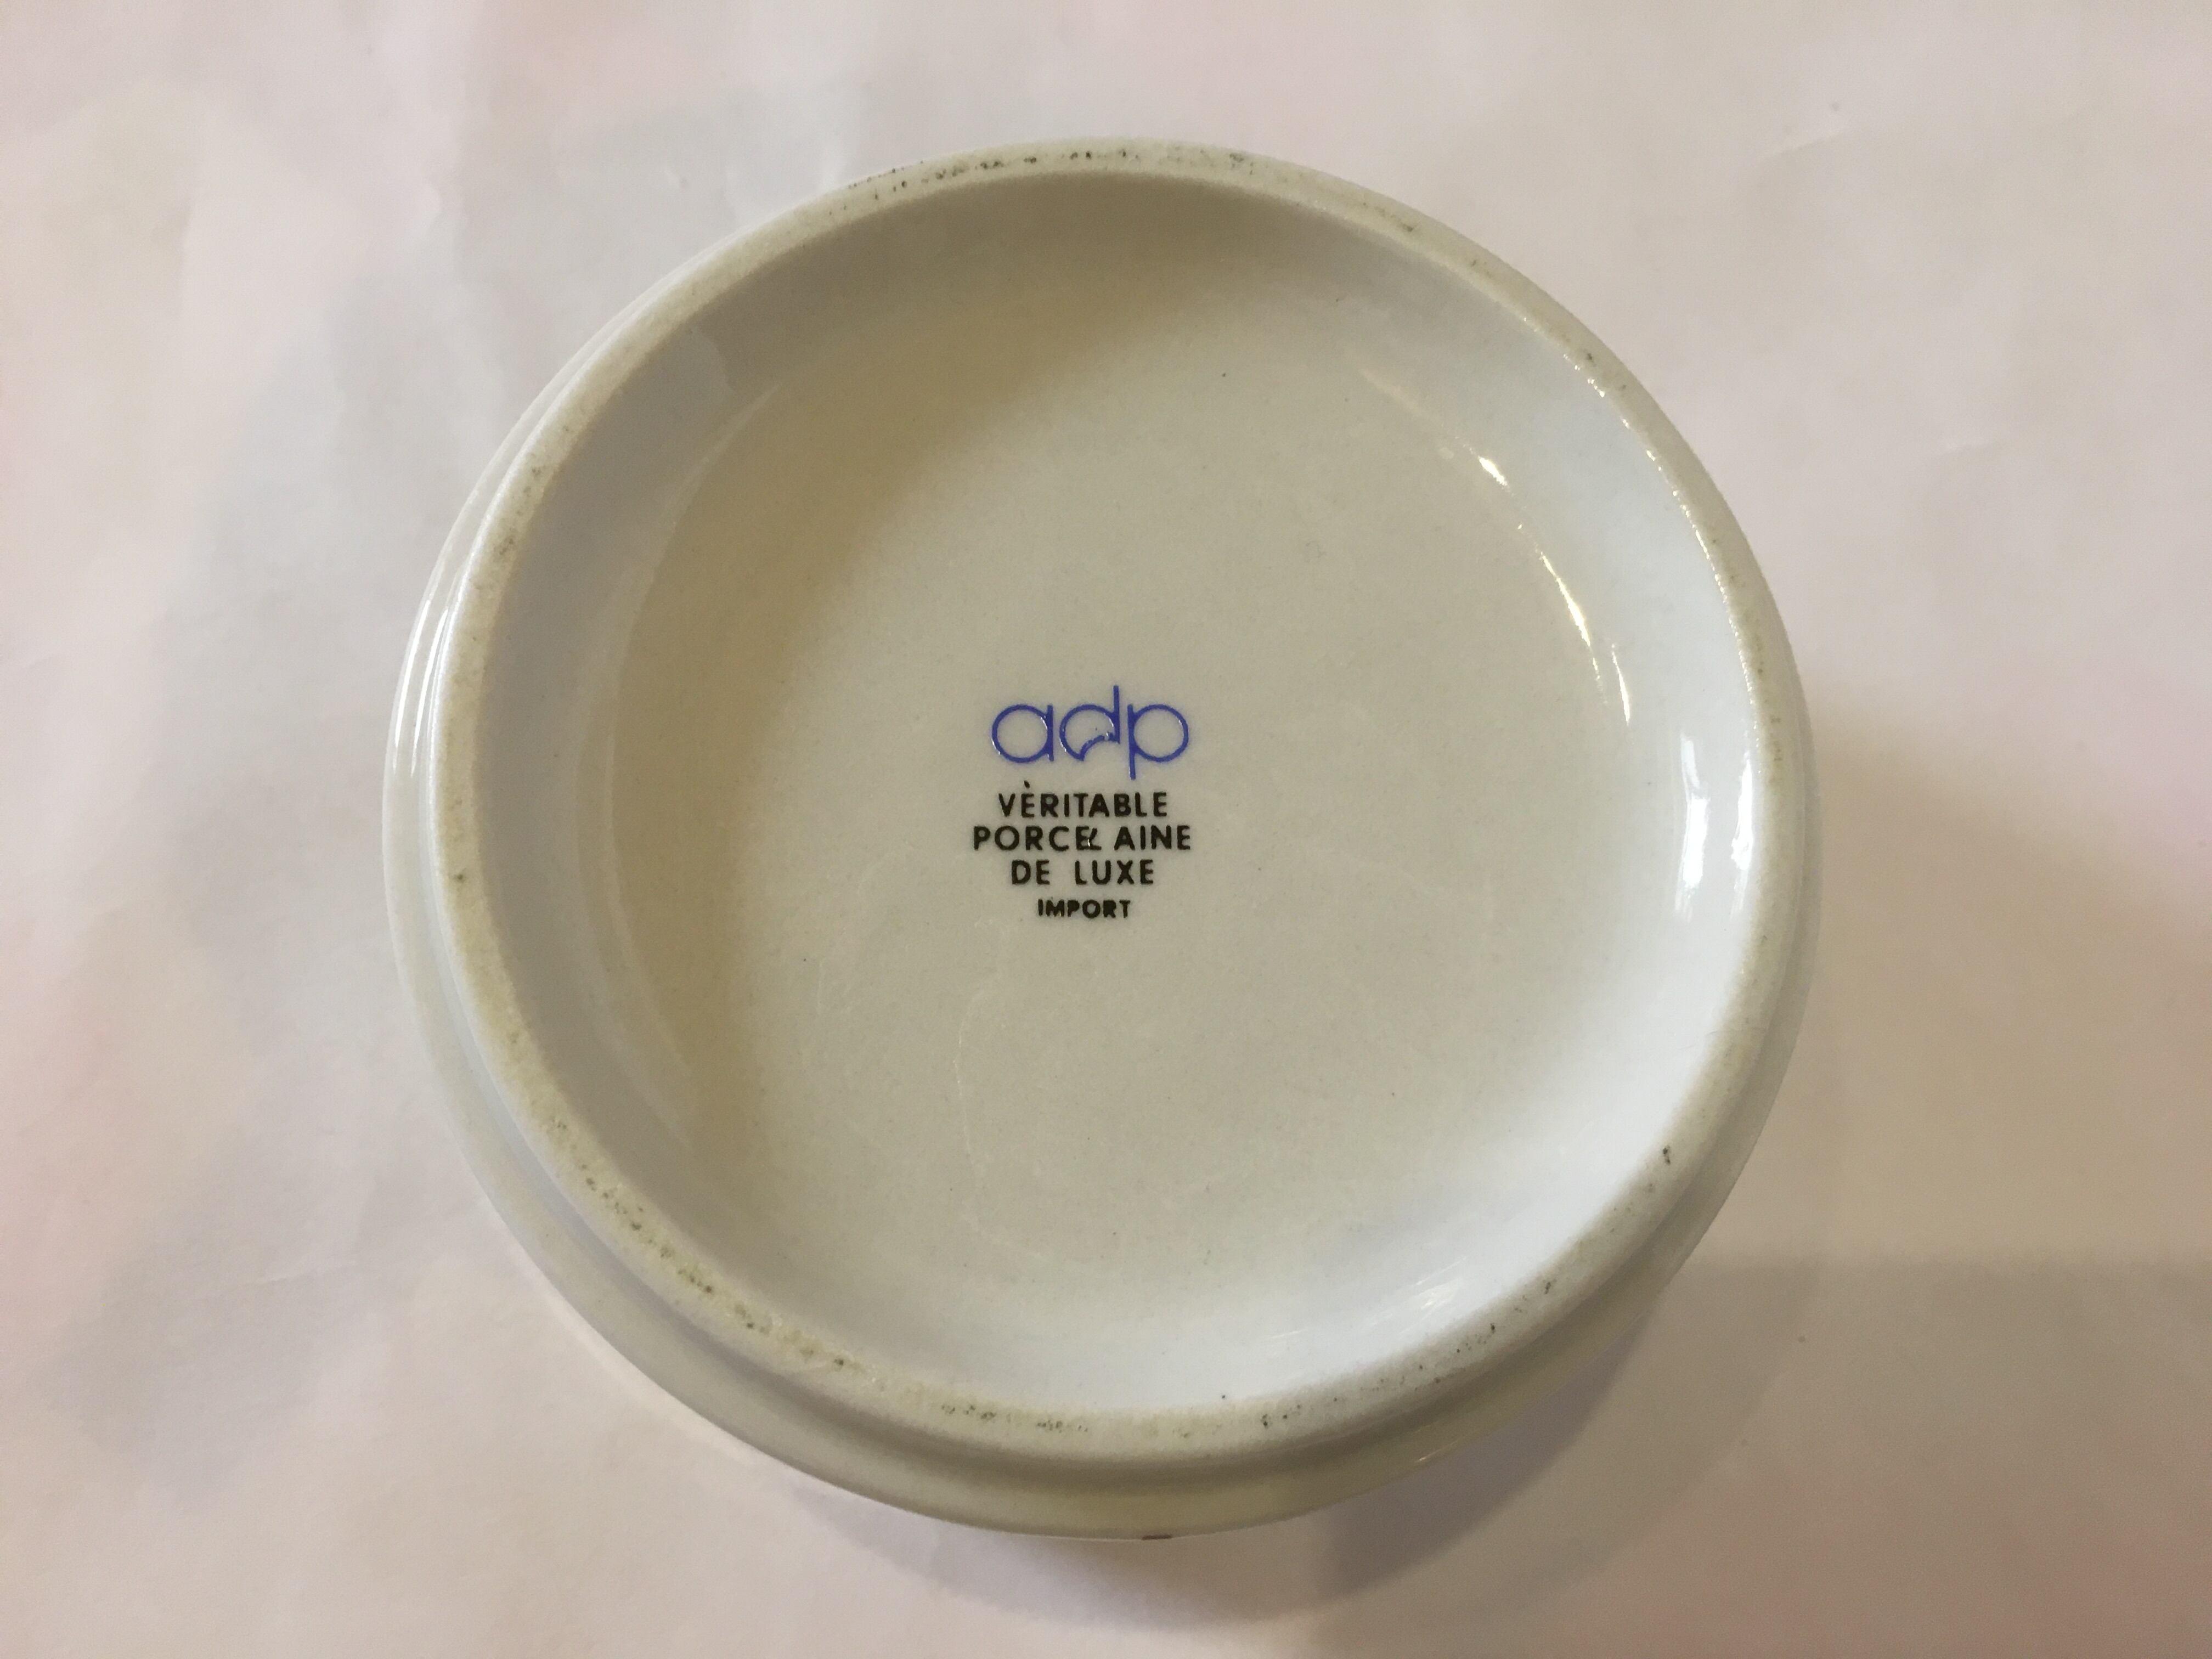 adp
VÈRITABLE
PORCELAINE
DE LUXE
IMPORT